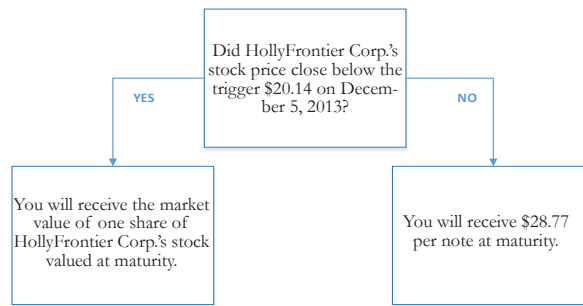 Did HollyFrontier Corp.'s
stock price close below the
trigger $20.14 on Decem-
ber 5, 2013?
YES
NO
You will receive the market
value of one share of
HollyFrontier Corp.'s stock
valued at maturity.
You will receive $28.77
per note at maturity.